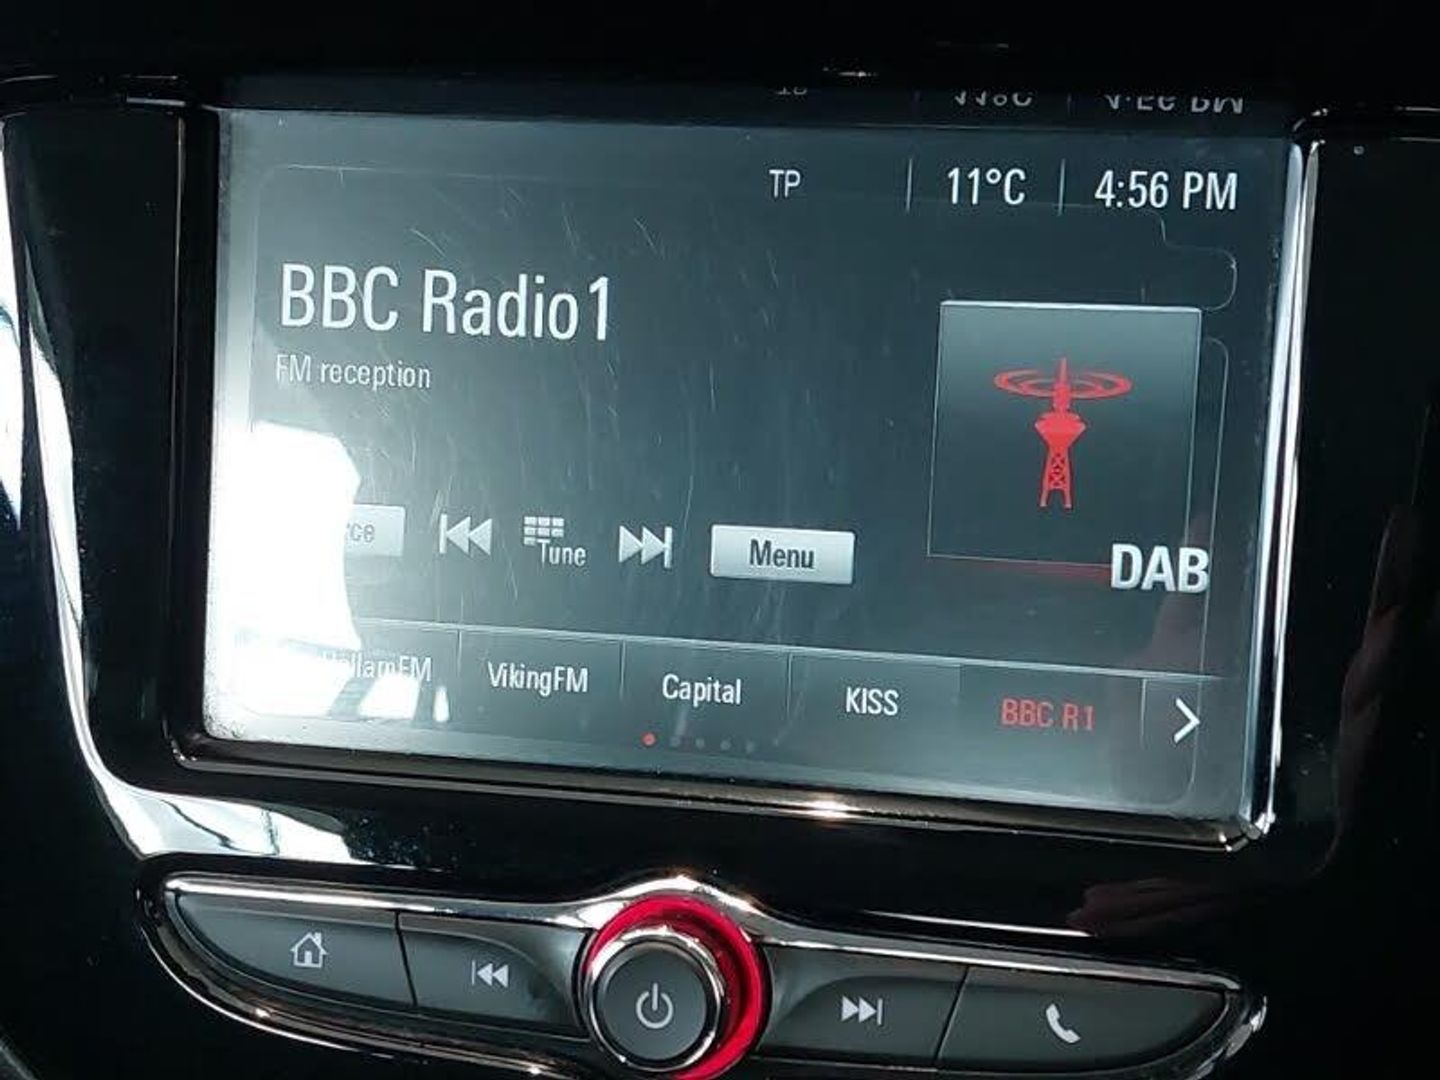 TP 11°C 4:56 PM
BBC Radio1
FM reception
Tune
Menu
DAB
VikingFM Capital KISS BBC R1